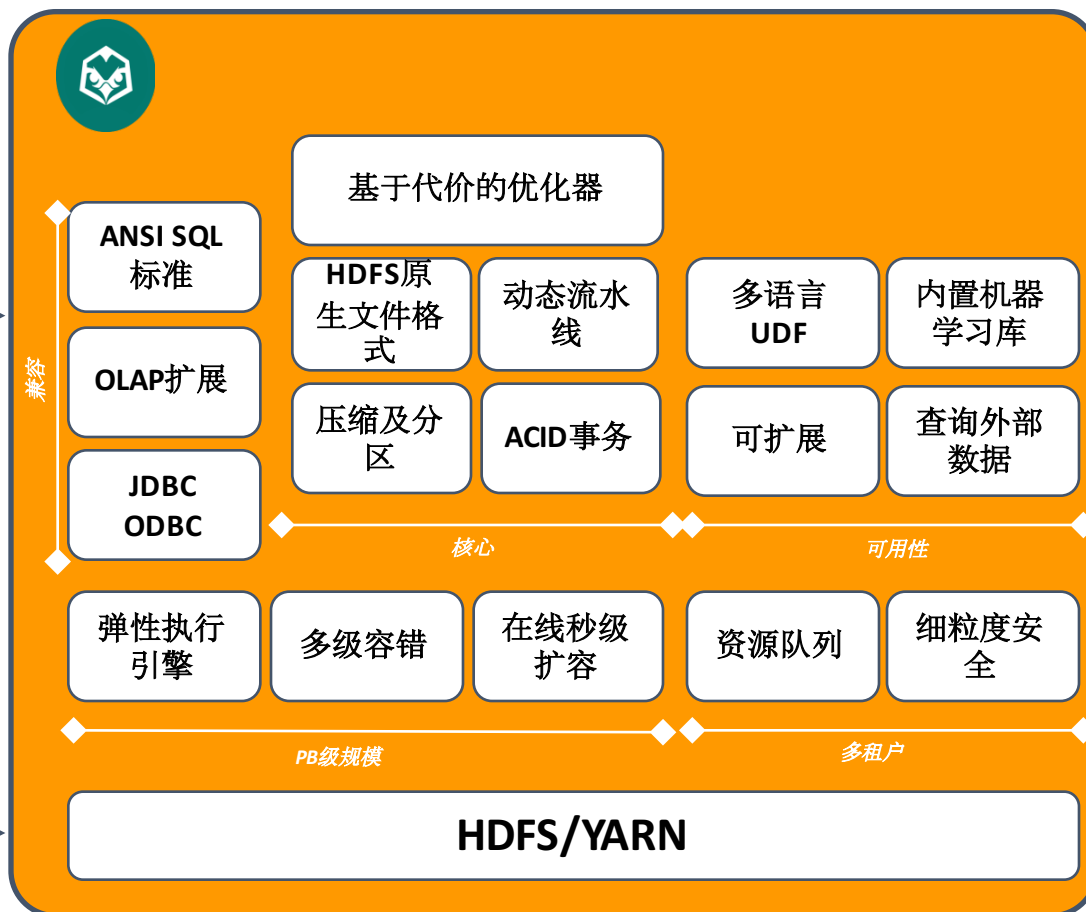 基于代价的优化器
ANSI SQL
标准
OLAP扩展
JDBC
ODBC
兼容
HDFS原
生文件格
式
动态流水
线
压缩及分
区
ACID事务
核心
多语言
UDF
内置机器
学习库
可扩展
查询外部
数据
可用性
弹性执行
引擎
多级容错
在线秒级
扩容
PB级规模
资源队列
细粒度安
全
多租户
HDFS/YARN